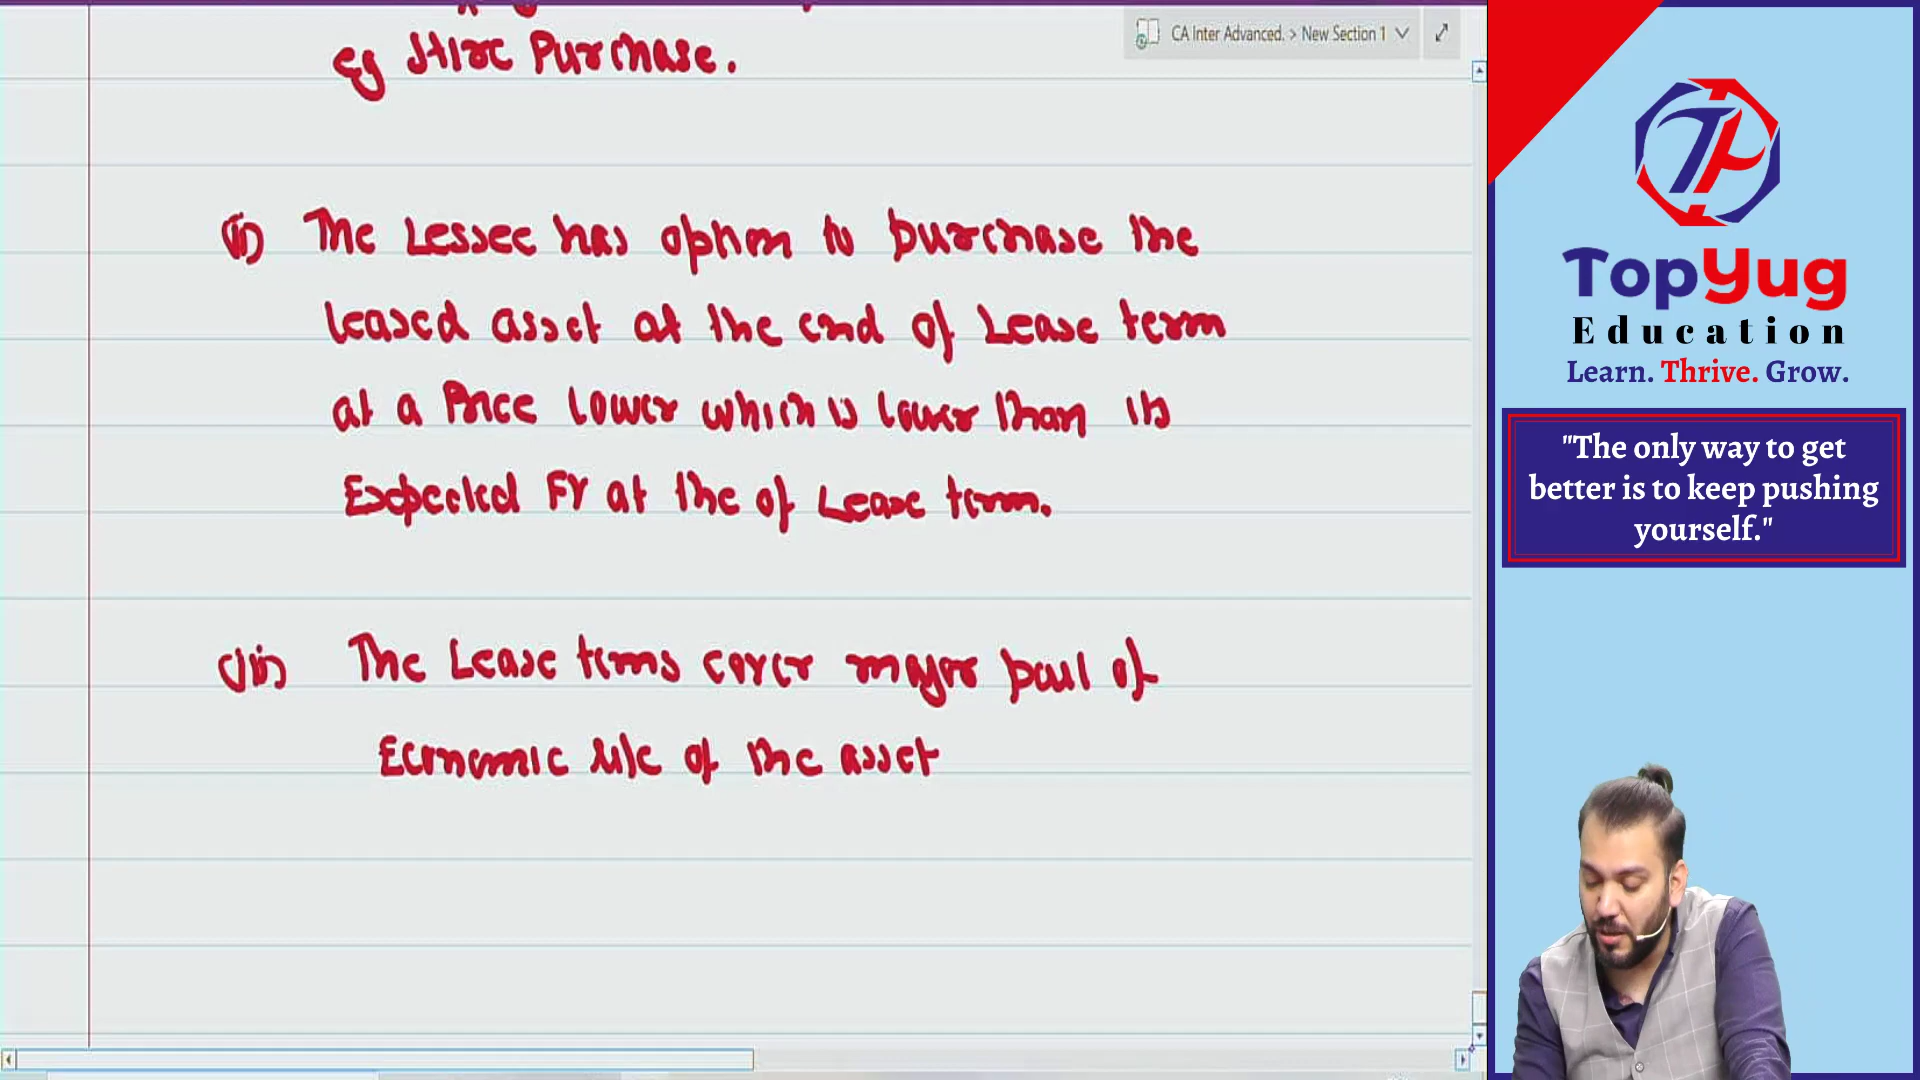 CA Inter Advanced. > New Section 1
Eg Hire Purchase.
(ii) The Lessee has option to purchase the
leased asset at the end of Lease term
at a Price lower which is lower than its
Expected FV at the of Lease term.
(iii) The Lease terms cover major part of
Economic life of the asset
TopYug
Education
Learn. Thrive. Grow.
"The only way to get
better is to keep pushing
yourself."